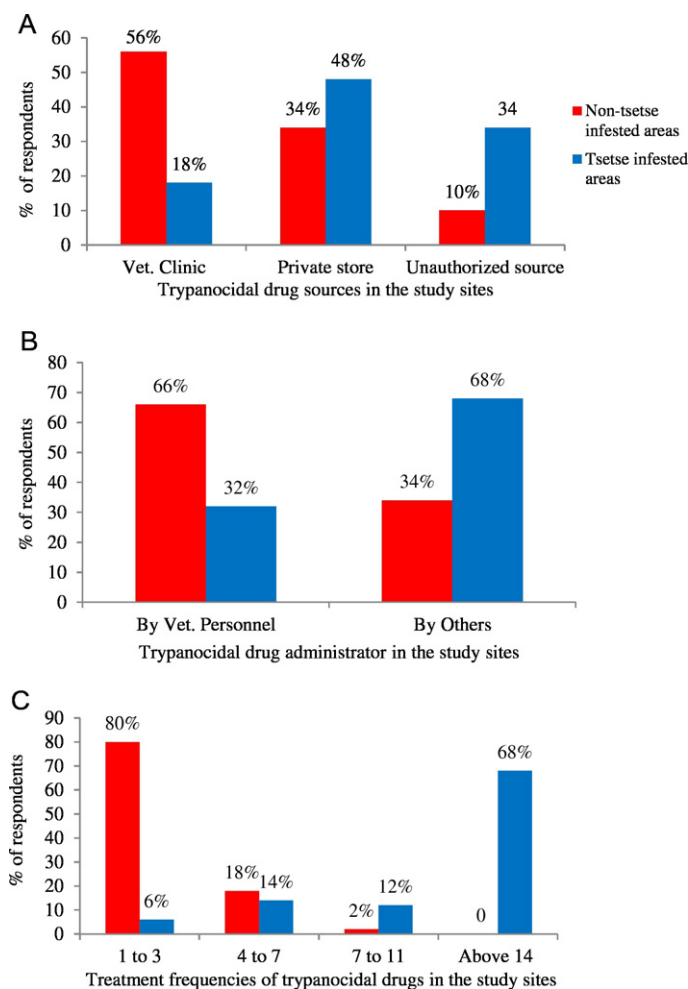 A
60
50
40
30
20
10
0
% of respondents
56%
18%
34%
48%
10%
34
Vet. Clinic
Private store
Unauthorized source
Trypanocidal drug sources in the study sites
Non-tsetse
infested areas
Tsetse infested
areas
B
80
70
60
50
40
30
20
10
0
% of respondents
66%
32%
34%
68%
By Vet. Personnel
By Others
Trypanocidal drug administrator in the study sites
C
90
80
70
60
50
40
30
20
10
0
% of respondents
80%
6%
18%
14%
2%
12%
0
68%
1 to 3
4 to 7
7 to 11
Above 14
Treatment frequencies of trypanocidal drugs in the study sites